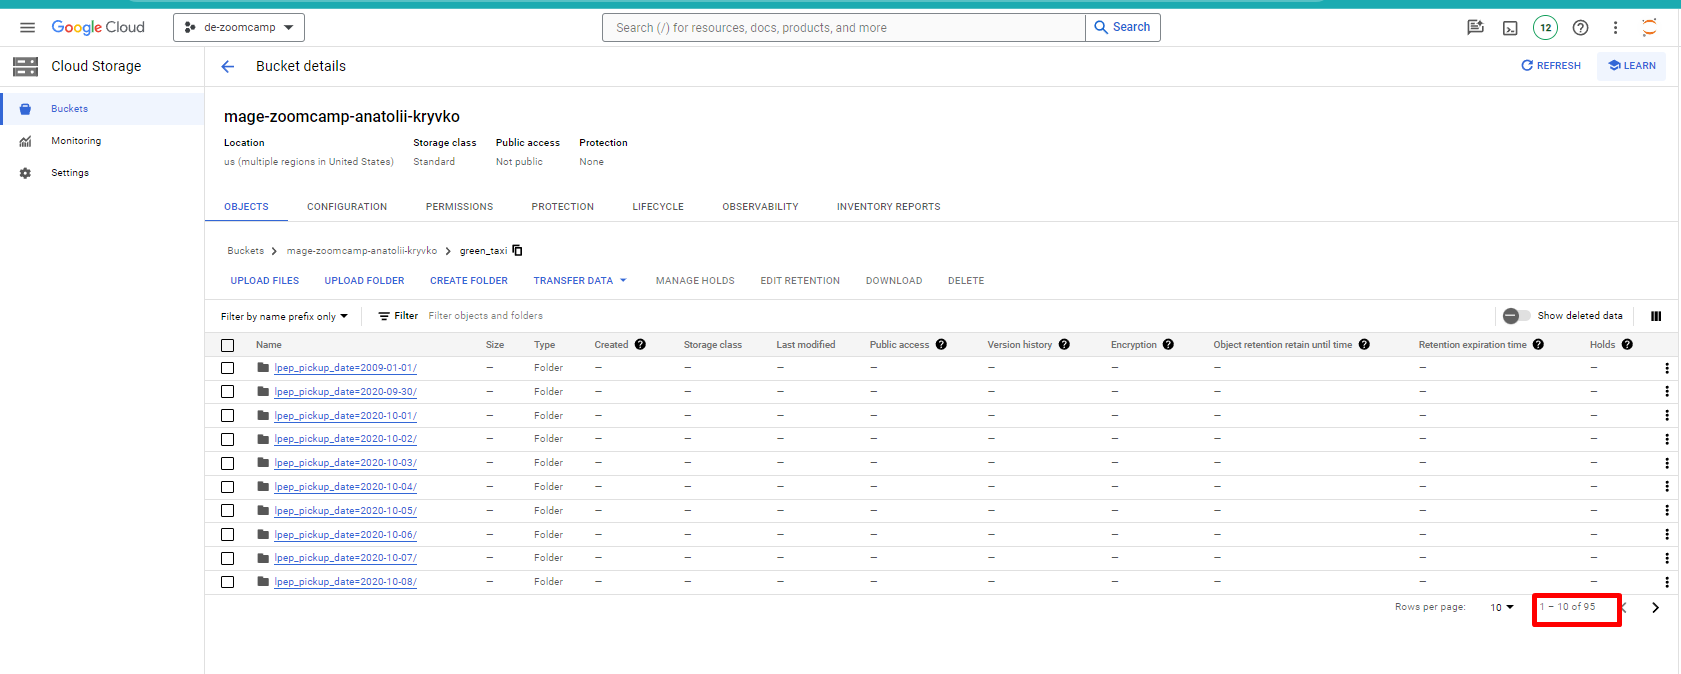 Google Cloud
de-zoomcamp
Search (/) for resources, docs, products, and more
Search
12
Cloud Storage
Bucket details
REFRESH
LEARN
Buckets
Monitoring
Settings
mage-zoomcamp-anatolii-kryvko
Location Storage class Public access Protection
us (multiple regions in United States) Standard Not public None
OBJECTS CONFIGURATION PERMISSIONS PROTECTION LIFECYCLE OBSERVABILITY INVENTORY REPORTS
Buckets > mage-zoomcamp-anatolii-kryvko > green_taxi
UPLOAD FILES UPLOAD FOLDER CREATE FOLDER TRANSFER DATA MANAGE HOLDS EDIT RETENTION DOWNLOAD DELETE
Filter by name prefix only Filter Filter objects and folders Show deleted data
Name Size Type Created Storage class Last modified Public access Version history Encryption Object retention retain until time Retention expiration time Holds
lpep_pickup_date=2009-01-01/ — Folder — — — — — — — — —
lpep_pickup_date=2020-09-30/ — Folder — — — — — — — — —
lpep_pickup_date=2020-10-01/ — Folder — — — — — — — — —
lpep_pickup_date=2020-10-02/ — Folder — — — — — — — — —
lpep_pickup_date=2020-10-03/ — Folder — — — — — — — — —
lpep_pickup_date=2020-10-04/ — Folder — — — — — — — — —
lpep_pickup_date=2020-10-05/ — Folder — — — — — — — — —
lpep_pickup_date=2020-10-06/ — Folder — — — — — — — — —
lpep_pickup_date=2020-10-07/ — Folder — — — — — — — — —
lpep_pickup_date=2020-10-08/ — Folder — — — — — — — — —
Rows per page: 10 1 – 10 of 95